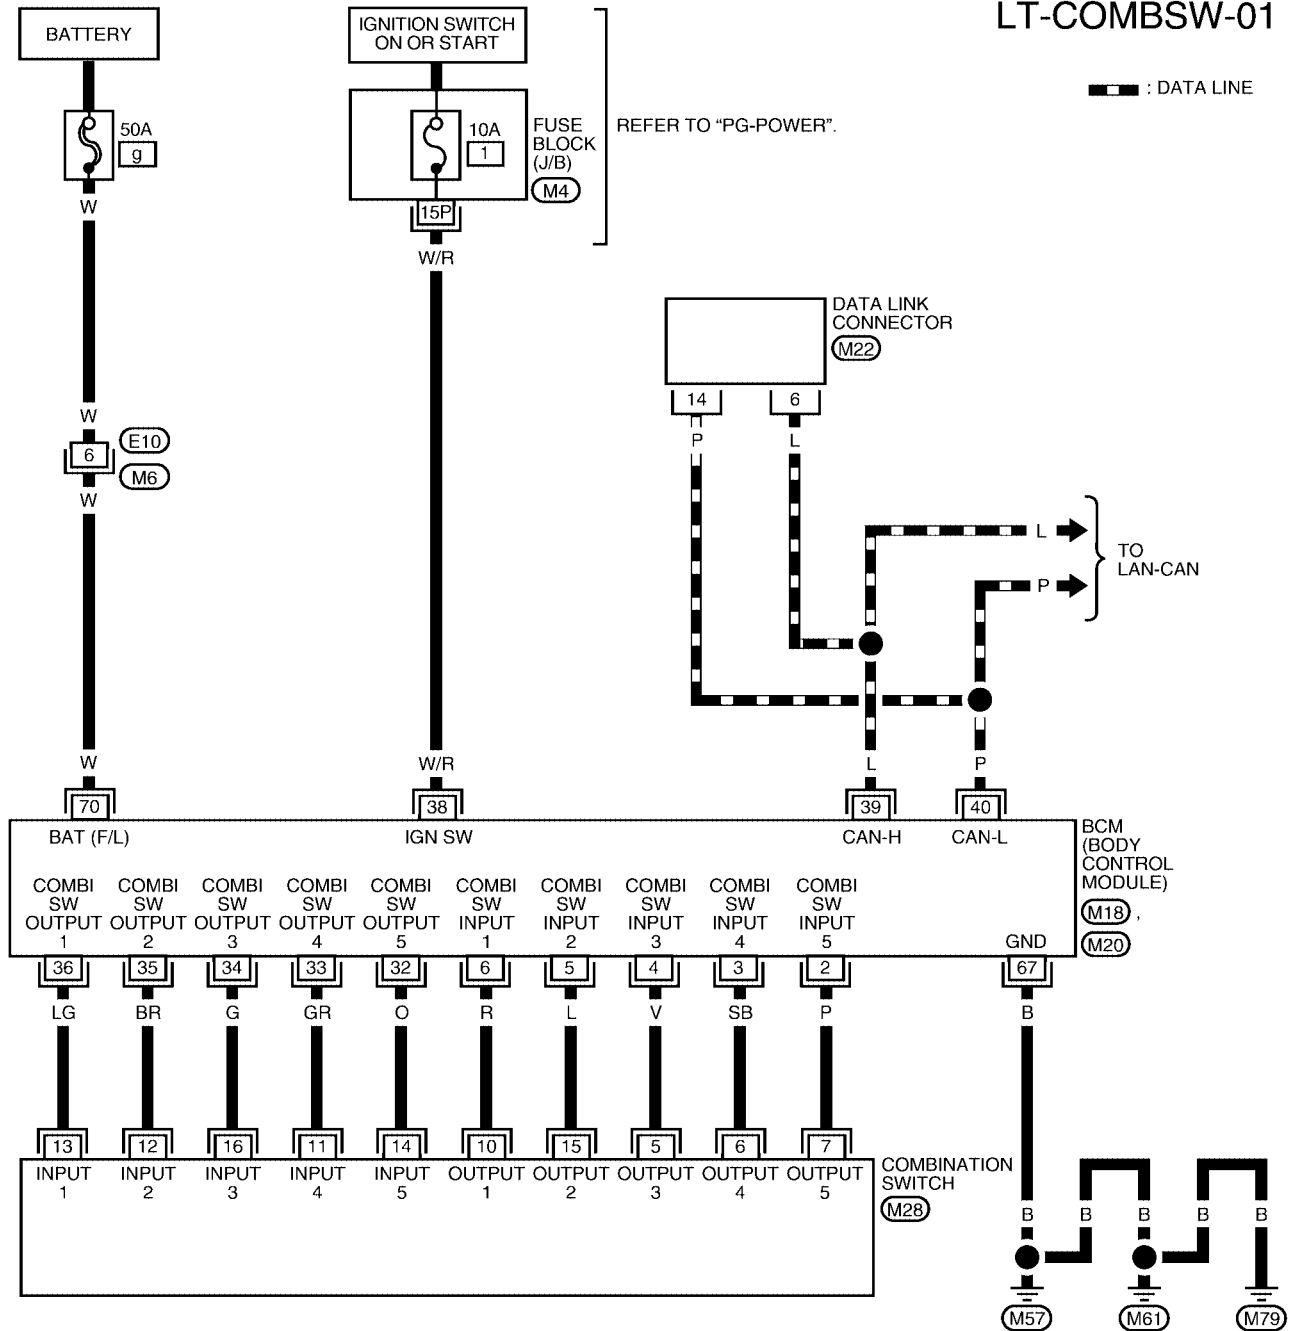 LT-COMBSW-01
BATTERY
IGNITION SWITCH
ON OR START
: DATA LINE
50A
g
10A
1
FUSE
BLOCK
(J/B)
M4
REFER TO “PG-POWER”.
15P
W
W/R
DATA LINK
CONNECTOR
M22
14
6
P
L
W
6
E10
M6
W
L
P
TO
LAN-CAN
W
W/R
L
P
70
38
39
40
BAT (F/L)
IGN SW
CAN-H
CAN-L
BCM
(BODY
CONTROL
MODULE)
M18 ,
M20
COMBI
SW
OUTPUT
1
COMBI
SW
OUTPUT
2
COMBI
SW
OUTPUT
3
COMBI
SW
OUTPUT
4
COMBI
SW
OUTPUT
5
COMBI
SW
INPUT
1
COMBI
SW
INPUT
2
COMBI
SW
INPUT
3
COMBI
SW
INPUT
4
COMBI
SW
INPUT
5
GND
36
35
34
33
32
6
5
4
3
2
67
LG
BR
G
GR
O
R
L
V
SB
P
B
13
12
16
11
14
10
15
5
6
7
INPUT
1
INPUT
2
INPUT
3
INPUT
4
INPUT
5
OUTPUT
1
OUTPUT
2
OUTPUT
3
OUTPUT
4
OUTPUT
5
COMBINATION
SWITCH
M28
B
B
B
B
B
M57
M61
M79